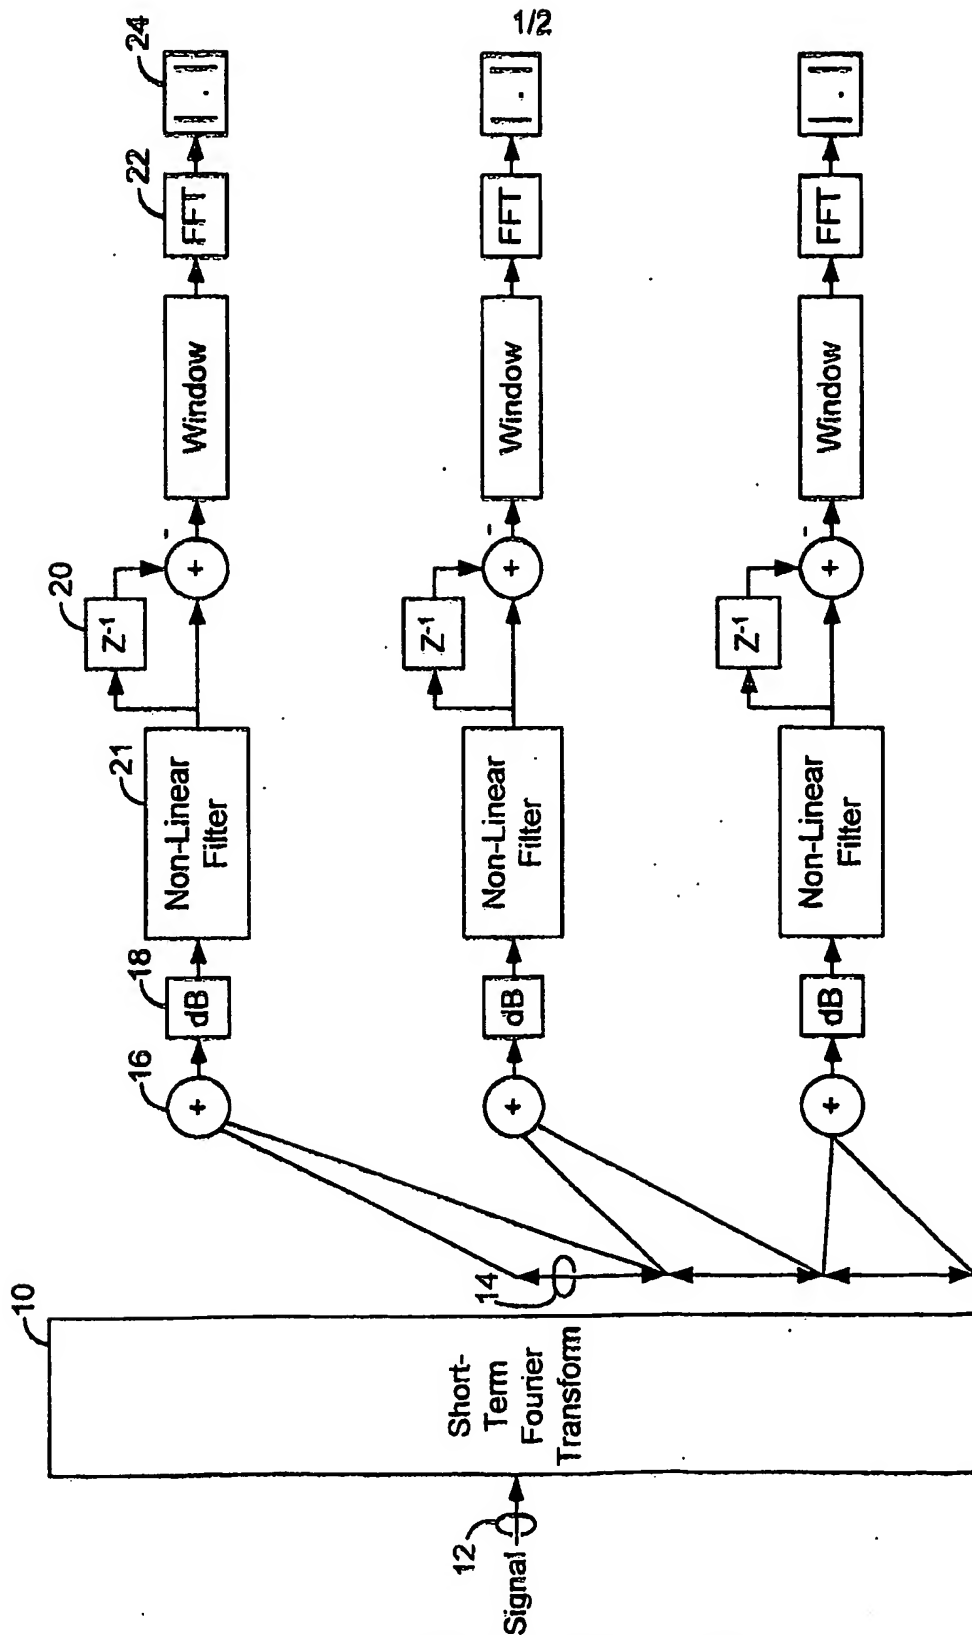 1/2
10
Short-
Term
Fourier
Transform
12
Signal
14
16
+
18
dB
21
Non-Linear
Filter
20
Z-1
+
-
Window
22
FFT
24
| . |
+
dB
Non-Linear
Filter
Z-1
+
-
Window
FFT
| . |
+
dB
Non-Linear
Filter
Z-1
+
-
Window
FFT
| . |